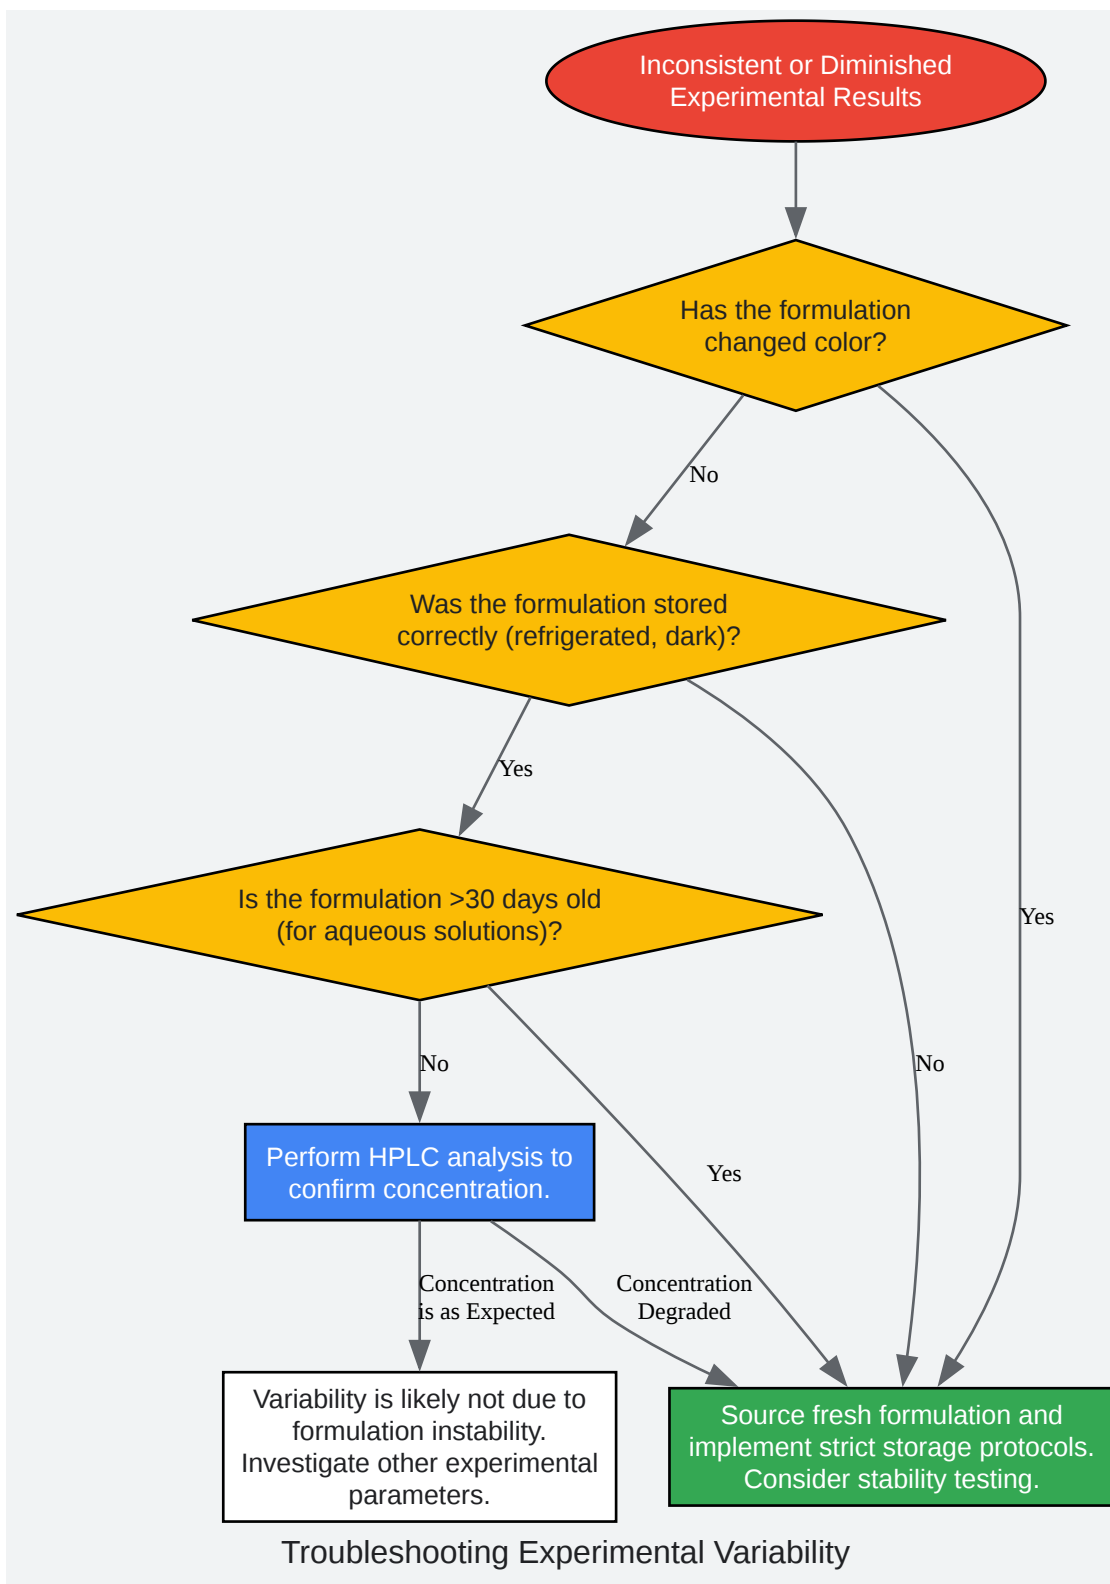 Inconsistent or Diminished
Experimental Results
Has the formulation
changed color?
No
Was the formulation stored
correctly (refrigerated, dark)?
Yes
Is the formulation >30 days old
(for aqueous solutions)?
Yes
No
No
Perform HPLC analysis to
confirm concentration.
Yes
Concentration
is as Expected
Concentration
Degraded
Variability is likely not due to
formulation instability.
Investigate other experimental
parameters.
Source fresh formulation and
implement strict storage protocols.
Consider stability testing.
Troubleshooting Experimental Variability